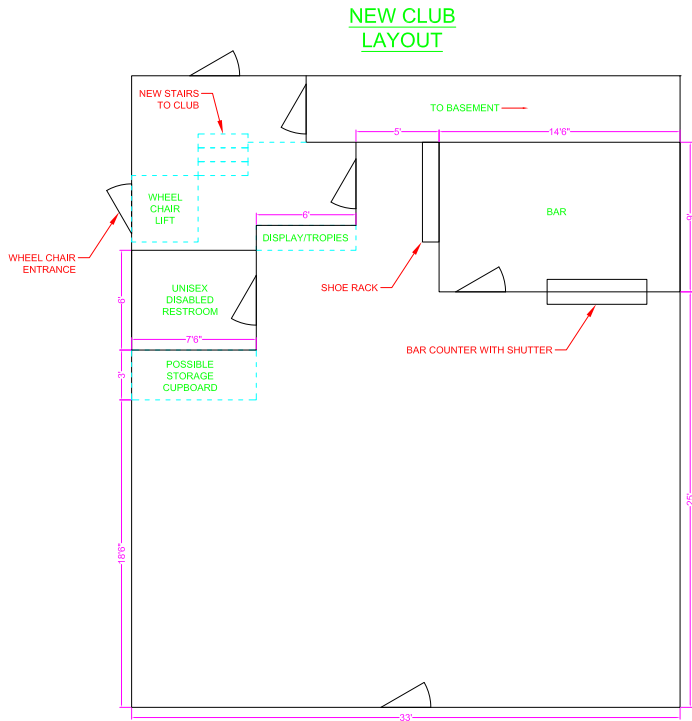 NEW CLUB
LAYOUT
NEW STAIRS
TO CLUB
TO BASEMENT
5'
14'6"
WHEEL
CHAIR
LIFT
6'
BAR
9'
DISPLAY/TROPIES
WHEEL CHAIR
ENTRANCE
SHOE RACK
UNISEX
DISABLED
RESTROOM
6'
7'6"
BAR COUNTER WITH SHUTTER
POSSIBLE
STORAGE
CUPBOARD
3'
25'
18'6"
33'